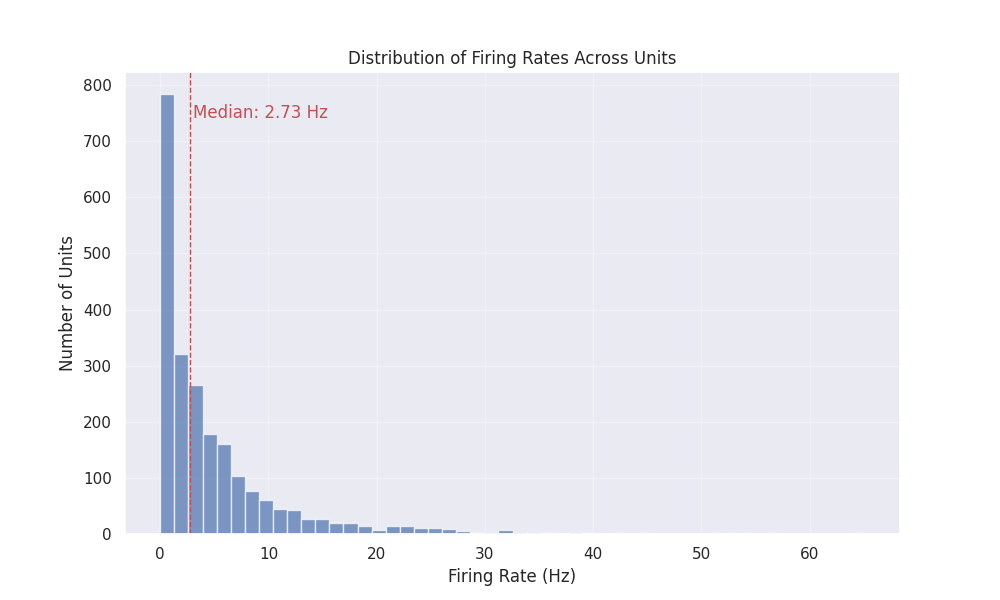 Distribution of Firing Rates Across Units
800
700
600
500
400
300
200
100
0
Number of Units
Median: 2.73 Hz
0 10 20 30 40 50 60
Firing Rate (Hz)